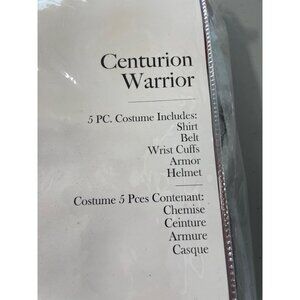 Centurion
Warrior
5 PC. Costume Includes:
Shirt
Belt
Wrist Cuffs
Armor
Helmet
Costume 5 Pces Contenant:
Chemise
Ceinture
Armure
Casque